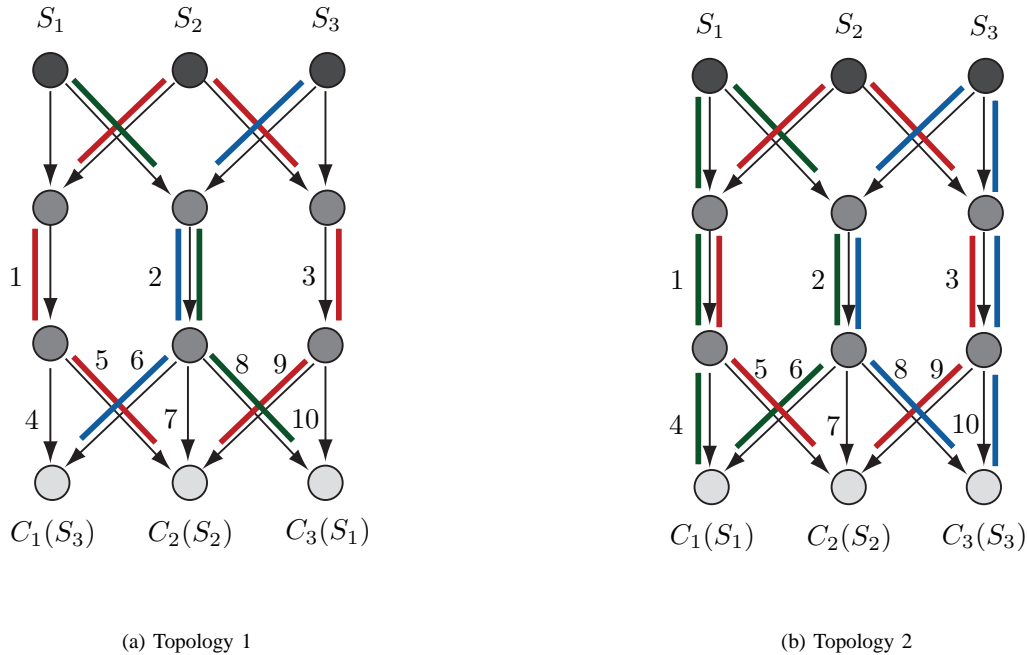 S₁ S₂ S₃
1 2 3
5 6 8 9
4 7 10
C₁(S₃) C₂(S₂) C₃(S₁)
(a) Topology 1
S₁ S₂ S₃
1 2 3
5 6 8 9
4 7 10
C₁(S₁) C₂(S₂) C₃(S₃)
(b) Topology 2